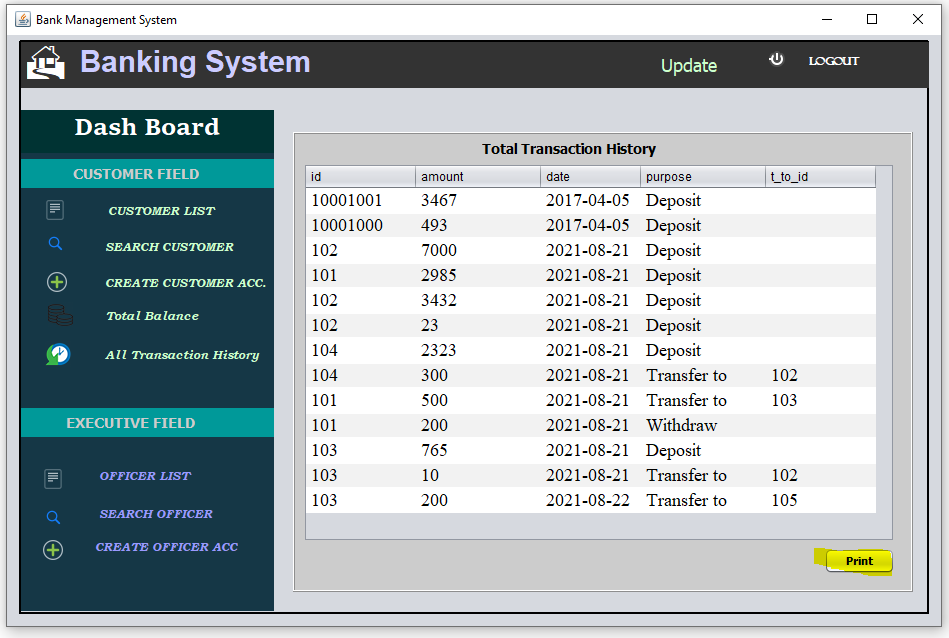 Bank Management System
Banking System
Update
LOGOUT
Dash Board
CUSTOMER FIELD
CUSTOMER LIST
SEARCH CUSTOMER
CREATE CUSTOMER ACC.
Total Balance
All Transaction History
EXECUTIVE FIELD
OFFICER LIST
SEARCH OFFICER
CREATE OFFICER ACC
Total Transaction History
id amount date purpose t_to_id
10001001 3467 2017-04-05 Deposit
10001000 493 2017-04-05 Deposit
102 7000 2021-08-21 Deposit
101 2985 2021-08-21 Deposit
102 3432 2021-08-21 Deposit
102 23 2021-08-21 Deposit
104 2323 2021-08-21 Deposit
104 300 2021-08-21 Transfer to 102
101 500 2021-08-21 Transfer to 103
101 200 2021-08-21 Withdraw
103 765 2021-08-21 Deposit
103 10 2021-08-21 Transfer to 102
103 200 2021-08-22 Transfer to 105
Print